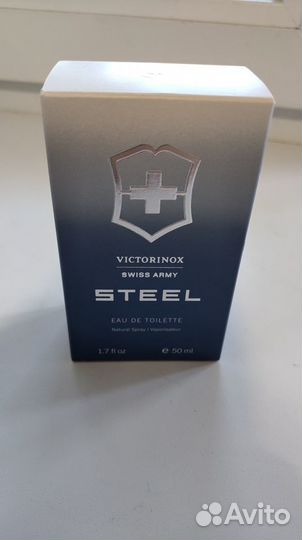 VICTORINOX
SWISS ARMY
STEEL
EAU DE TOILETTE
Natural Spray / Vaporisateur
1.7 fl oz ℮ 50 ml
Avito